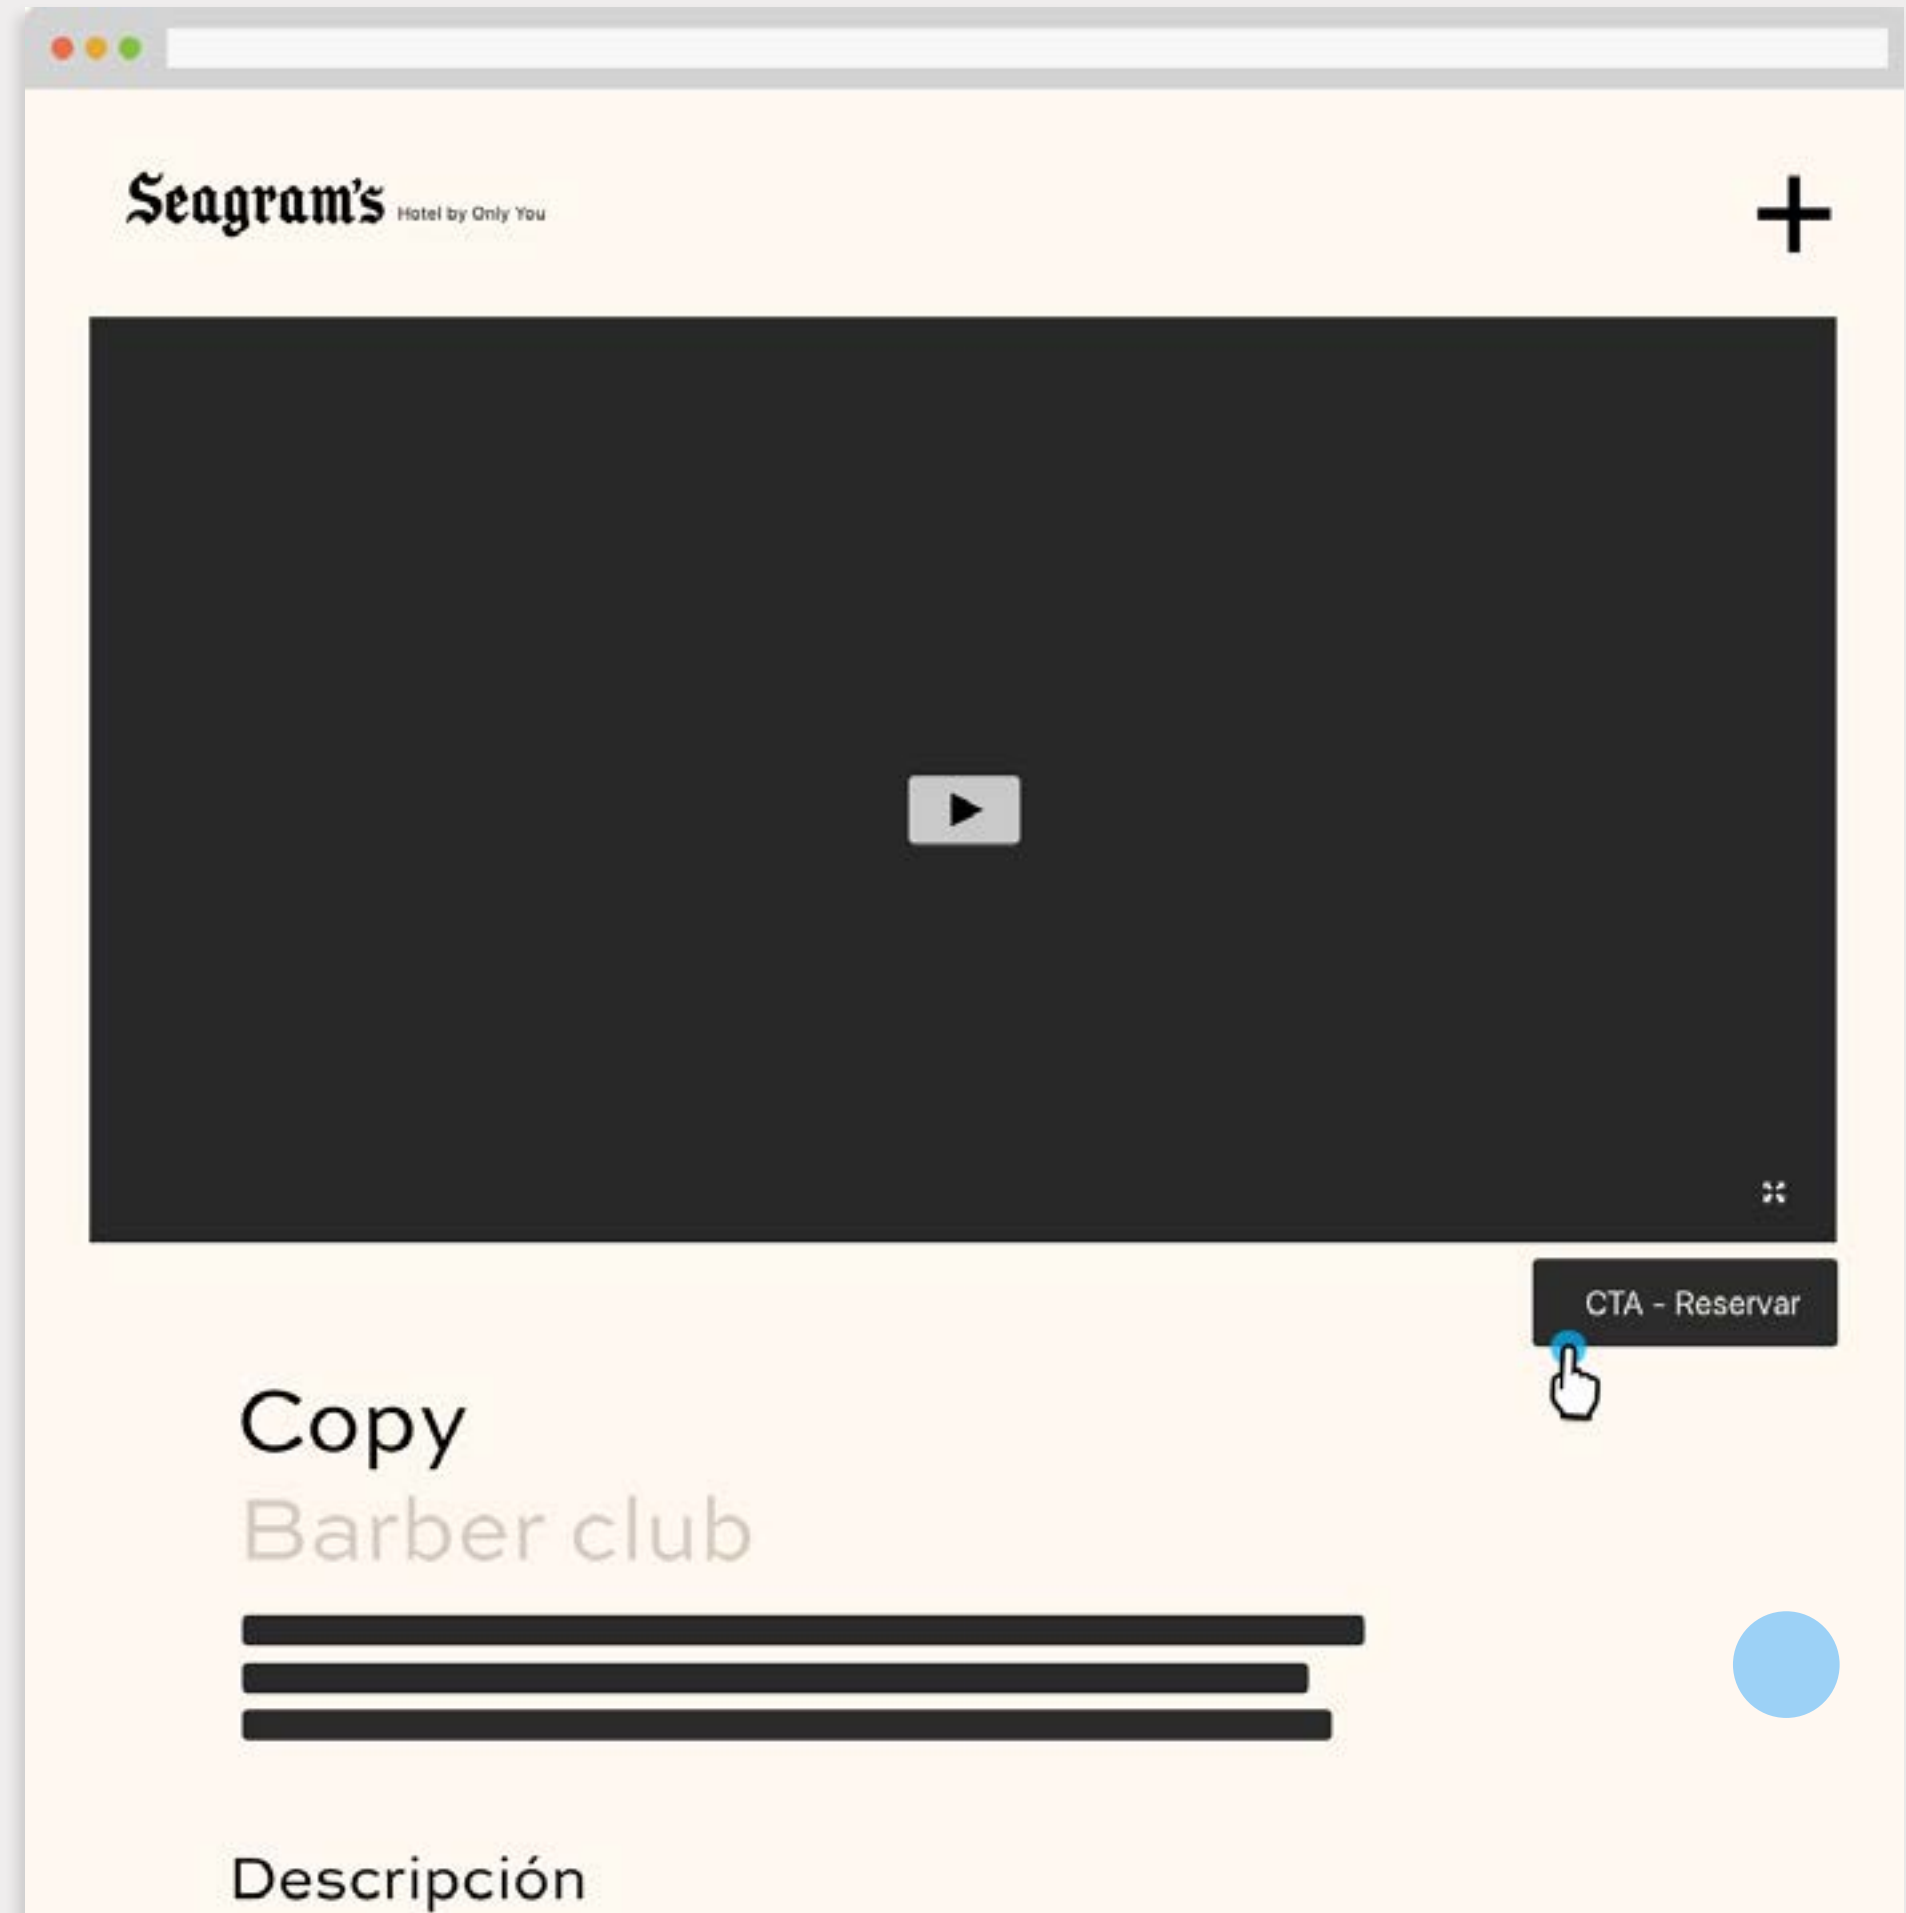 Seagram's Hotel by Only You
CTA - Reservar
Copy
Barber club
Descripción